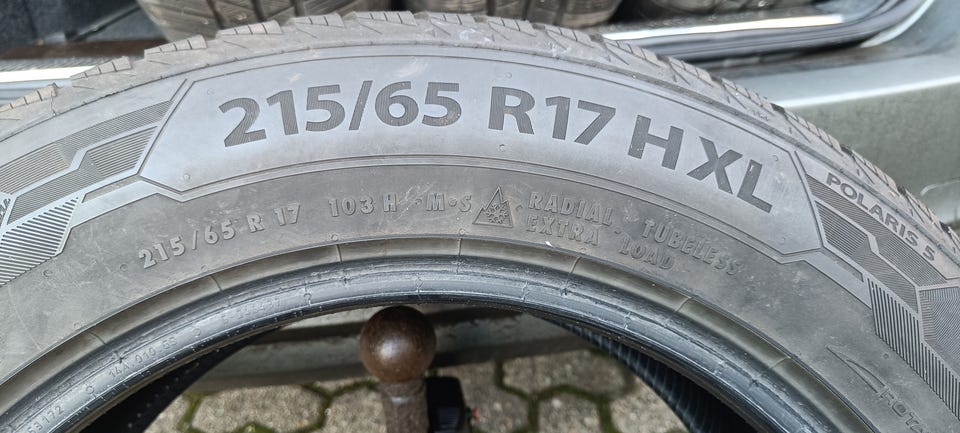 215/65 R17 H XL
POLARIS 5
215/65 R 17 103 H ·M·S RADIAL TUBELESS
EXTRA LOAD